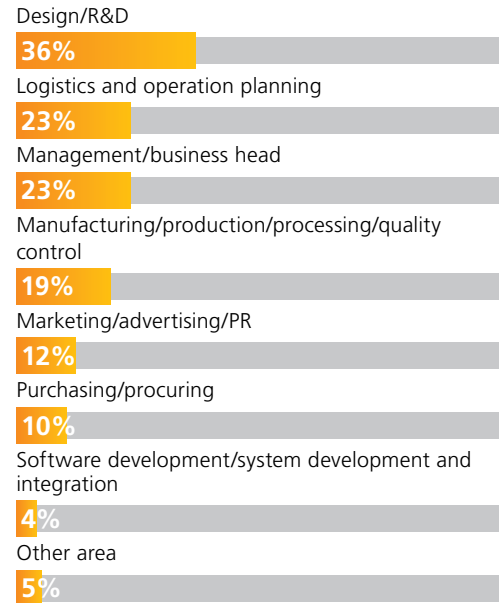 Design/R&D
36%
Logistics and operation planning
23%
Management/business head
23%
Manufacturing/production/processing/quality
control
19%
Marketing/advertising/PR
12%
Purchasing/procuring
10%
Software development/system development and
integration
4%
Other area
5%